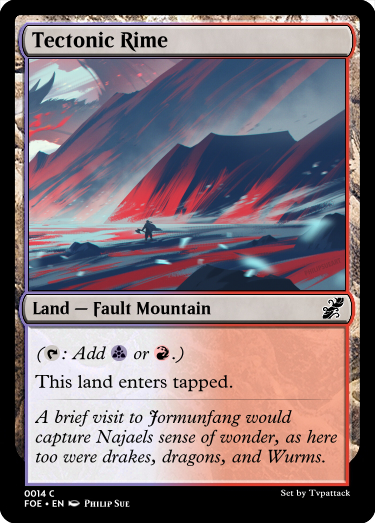 Tectonic Rime
Land — Fault Mountain
(: Add or .)
This land enters tapped.
A brief visit to Jormunfang would
capture Najaels sense of wonder, as here
too were drakes, dragons, and Wurms.
0014 C
FOE • EN Philip Sue
Set by Tvpattack